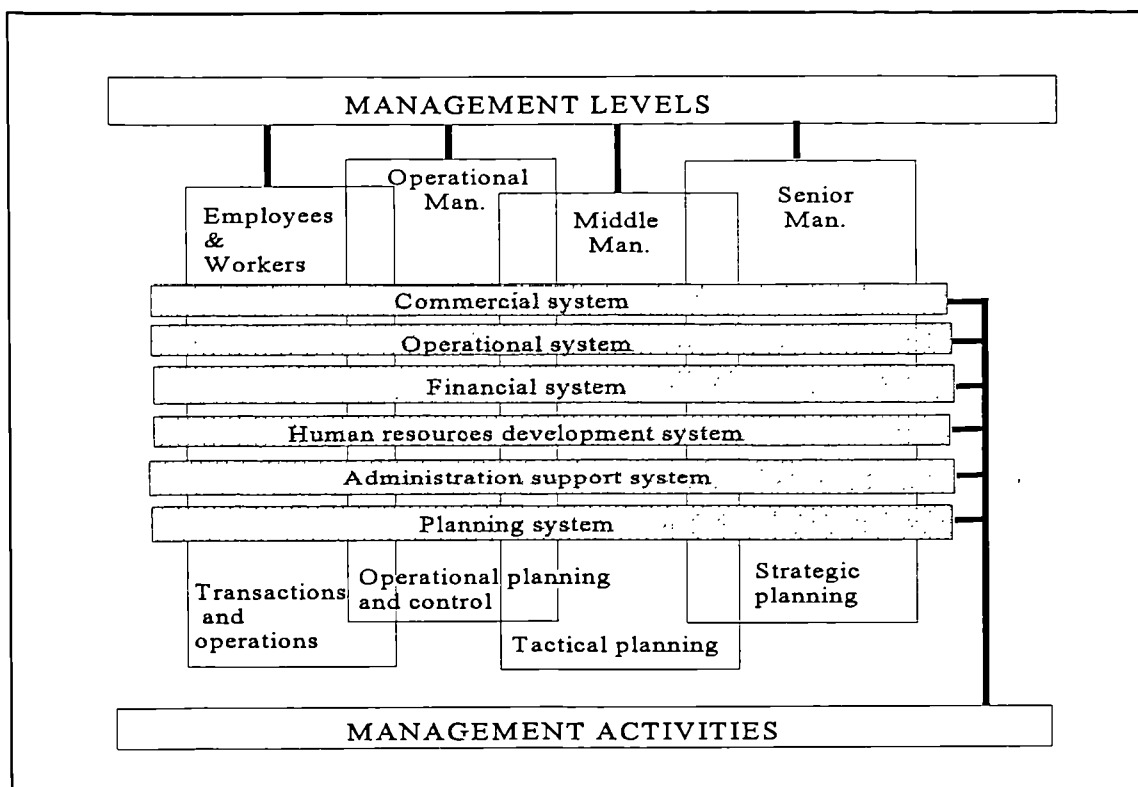 MANAGEMENT LEVELS
Employees
&
Workers
Operational
Man.
Middle
Man.
Senior
Man.
Commercial system
Operational system
Financial system
Human resources development system
Administration support system
Planning system
Transactions
and
operations
Operational planning
and control
Tactical planning
Strategic
planning
MANAGEMENT ACTIVITIES